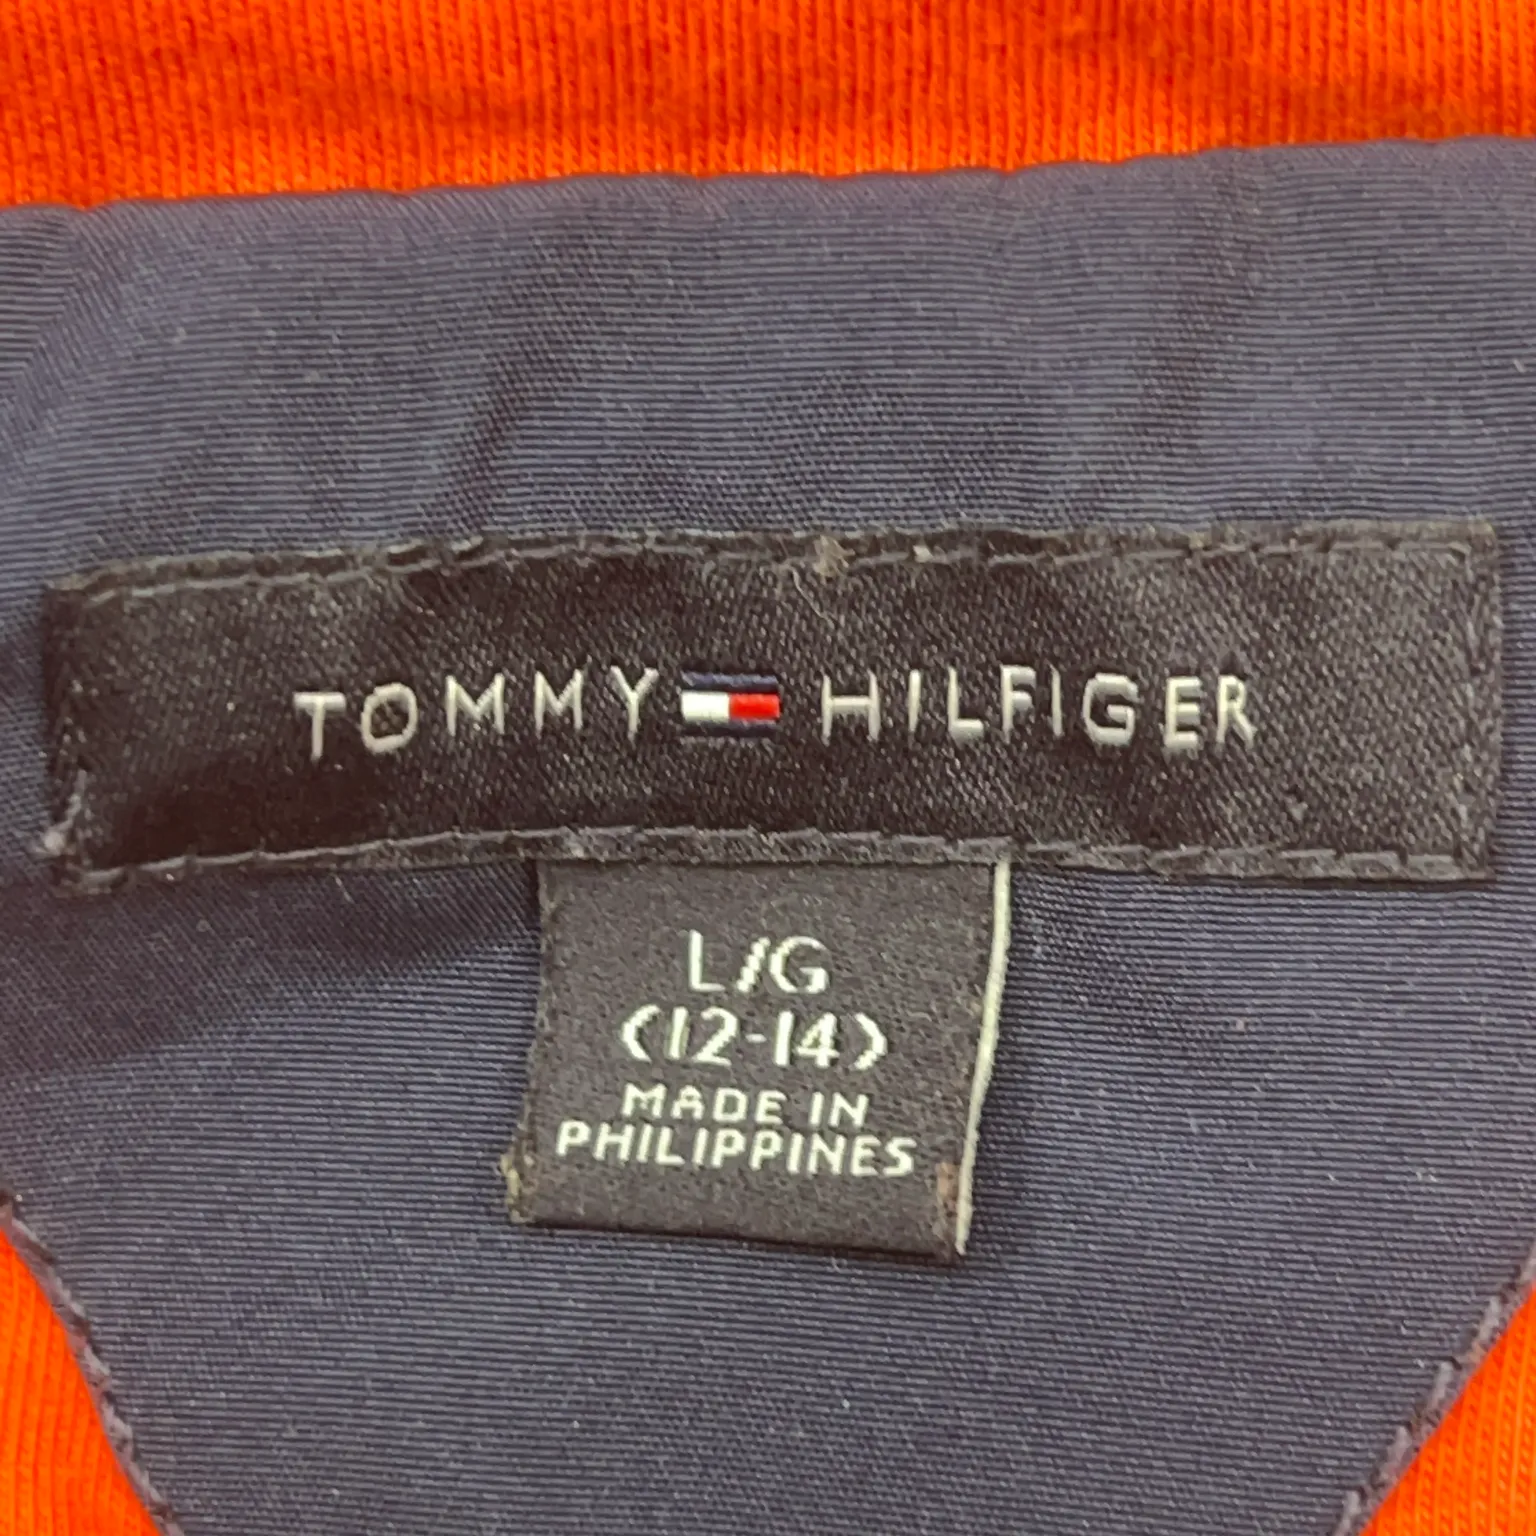 TOMMY HILFIGER
L/G
(12-14)
MADE IN
PHILIPPINES